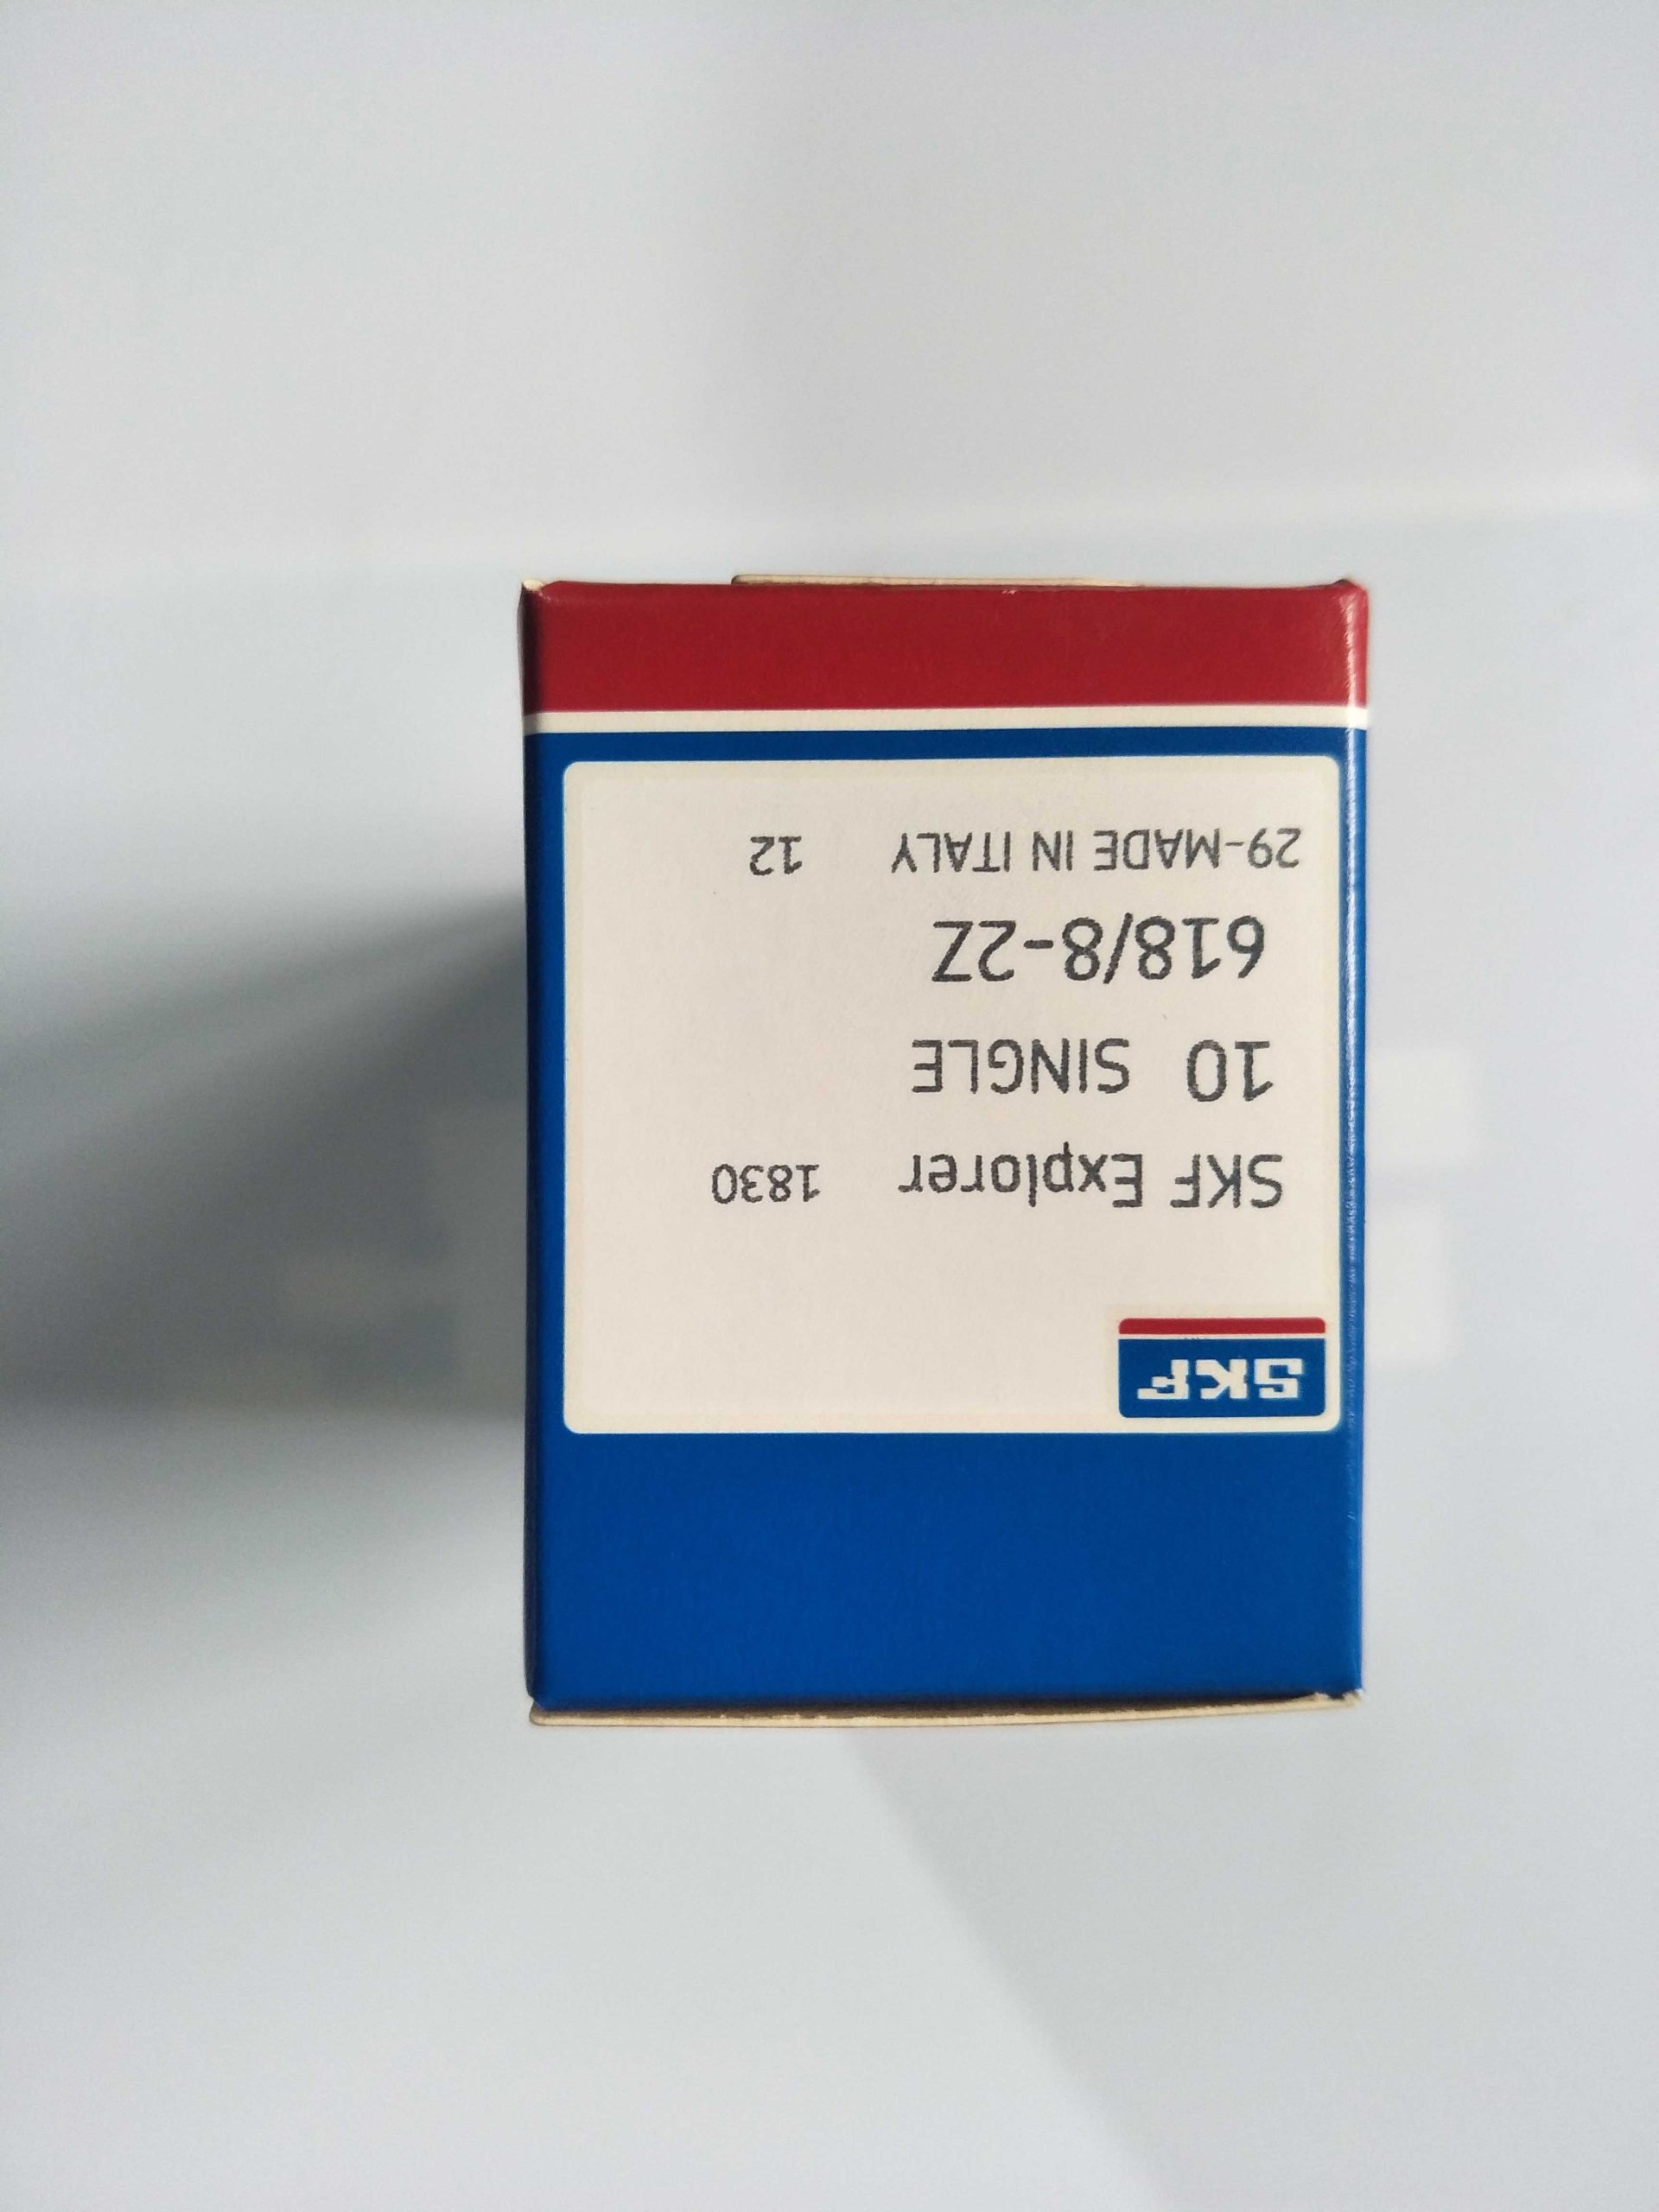 SKF
SKF Explorer 1830
10 SINGLE
618/8-2Z
29-MADE IN ITALY 12